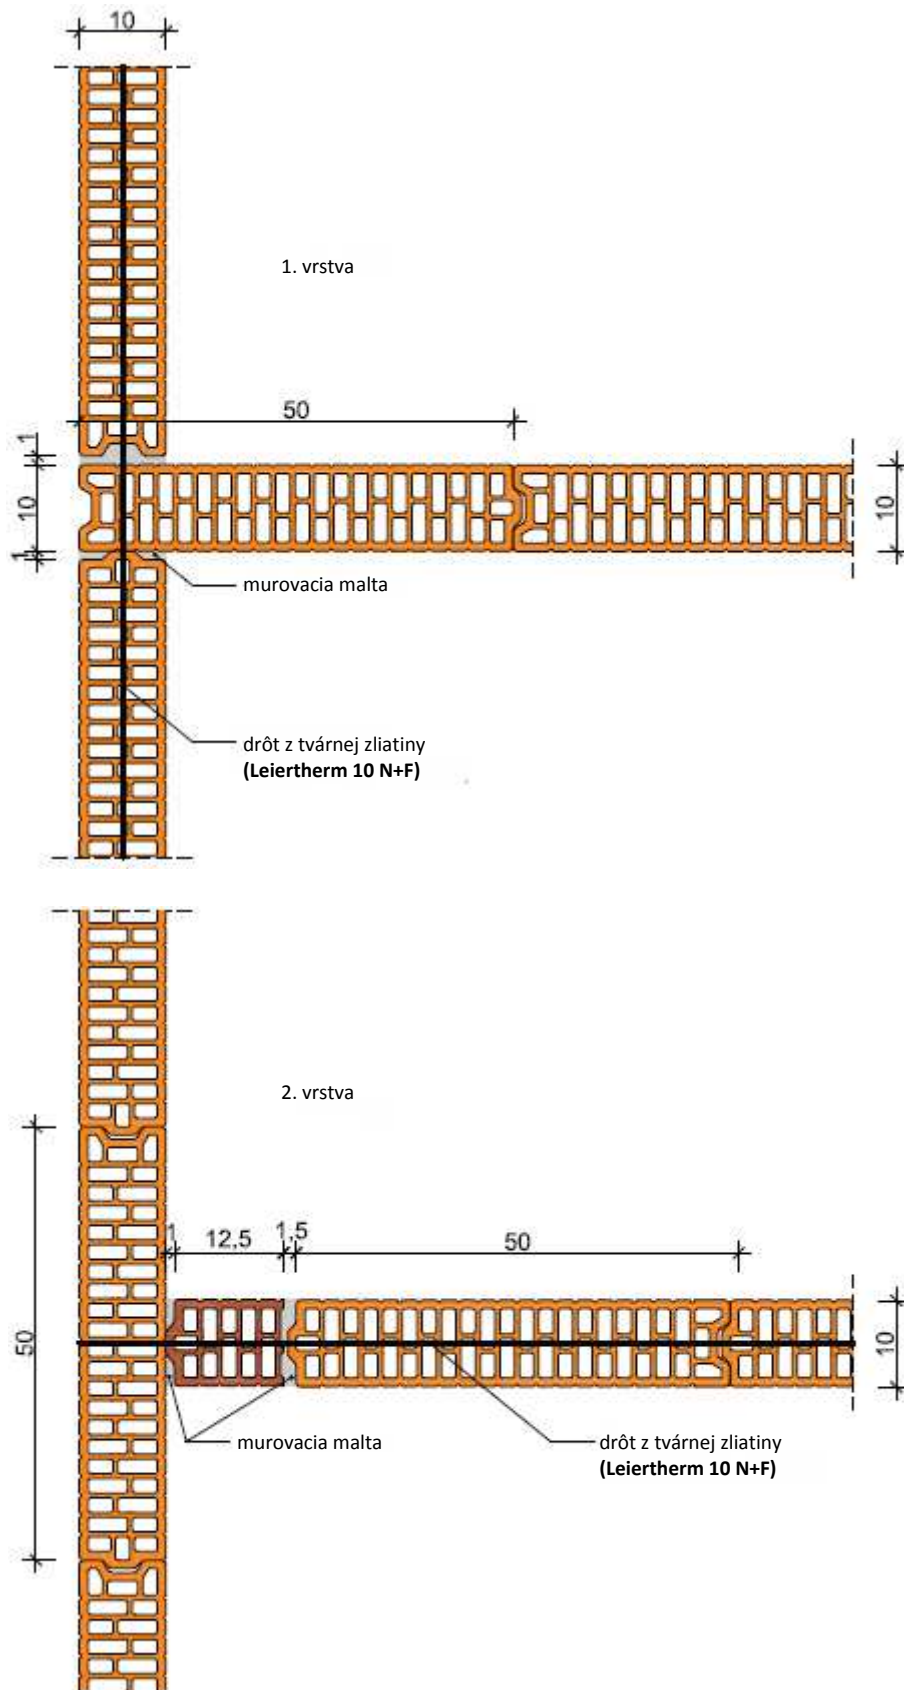 10
1. vrstva
50
1
10
1
10
murovacia malta
drôt z tvárnej zliatiny
(Leiertherm 10 N+F)
2. vrstva
1
12,5
1,5
50
50
10
murovacia malta
drôt z tvárnej zliatiny
(Leiertherm 10 N+F)